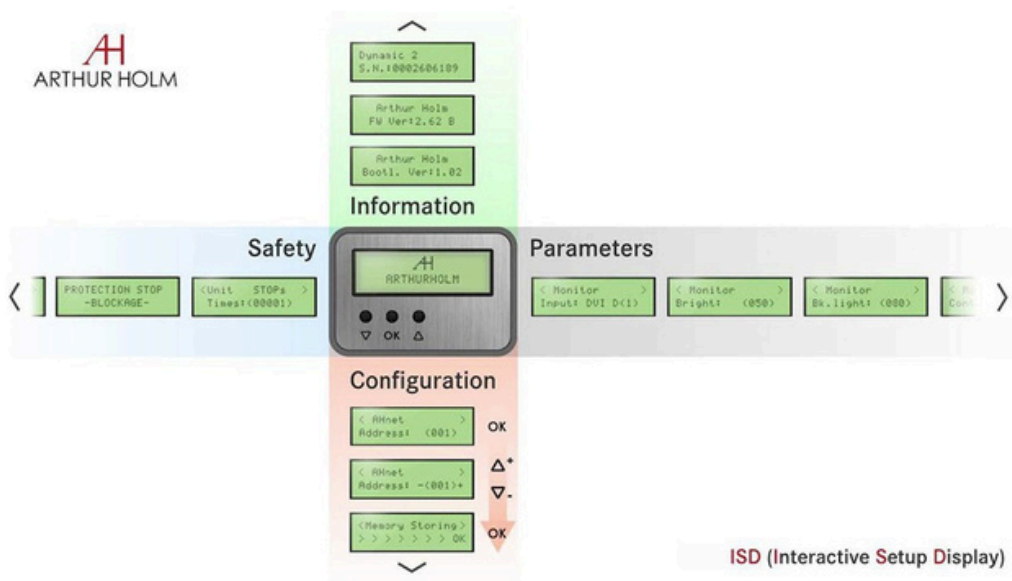 AH
ARTHUR HOLM
Dynamic 2
S.N.:0002606189
Arthur Holm
FW Ver:2.62 B
Arthur Holm
Bootl. Ver:1.02
Information
Safety
PROTECTION STOP
-BLOCKAGE-
<Unit STOPs >
Times:(00001)
AH
ARTHURHOLM
OK
Parameters
< Monitor >
Input: DVI D(1)
< Monitor >
Bright: (050)
< Monitor >
Bk.light: (080)
Configuration
< AHnet >
Address: (001)
OK
< AHnet >
Address: -(001)+
+
-
<Memory Storing>
> > > > > > > OK
OK
ISD (Interactive Setup Display)